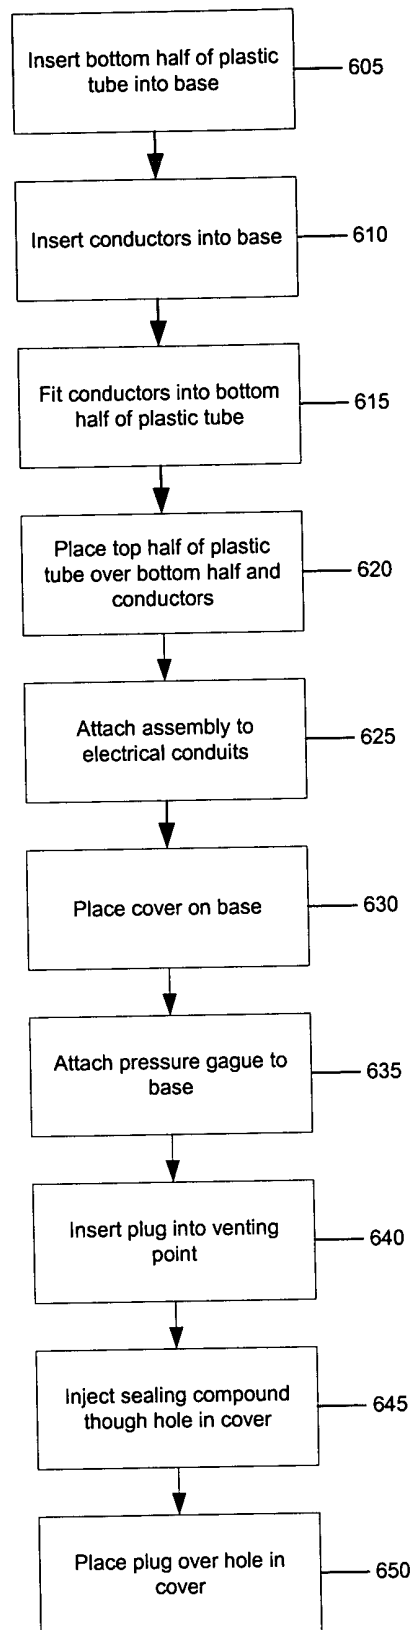 Insert bottom half of plastic
tube into base
605
Insert conductors into base
610
Fit conductors into bottom
half of plastic tube
615
Place top half of plastic
tube over bottom half and
conductors
620
Attach assembly to
electrical conduits
625
Place cover on base
630
Attach pressure gague to
base
635
Insert plug into venting
point
640
Inject sealing compound
though hole in cover
645
Place plug over hole in
cover
650